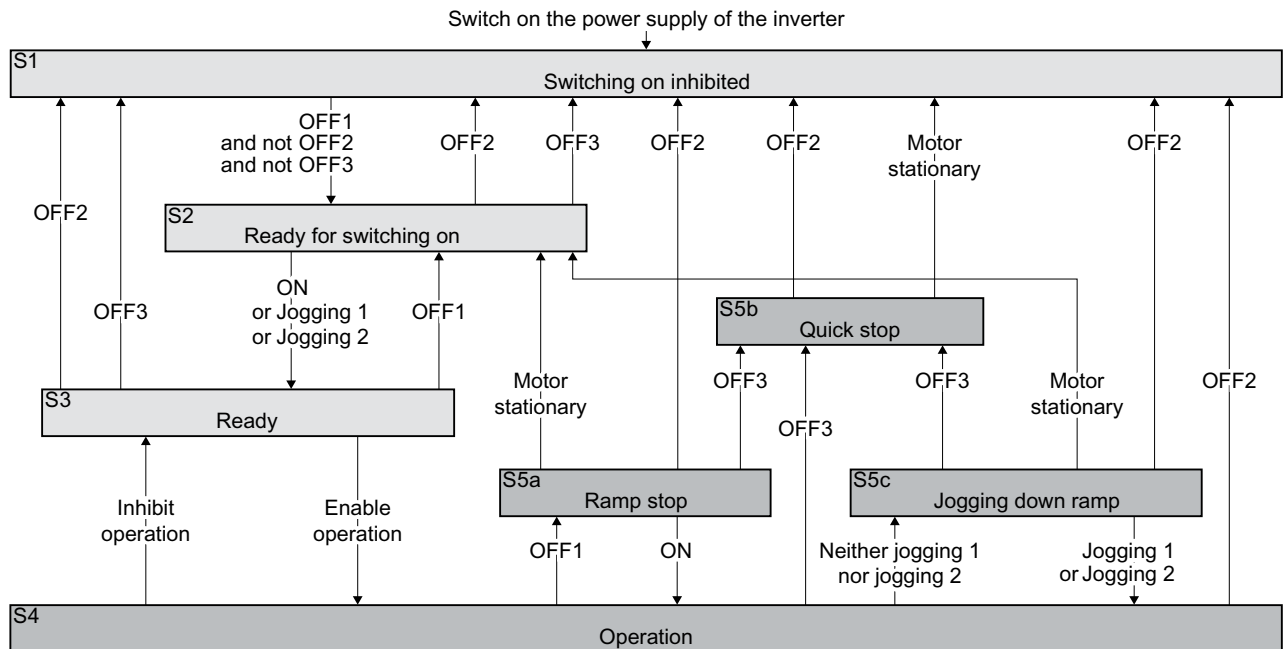 Switch on the power supply of the inverter
S1
Switching on inhibited
OFF1
and not OFF2
and not OFF3
OFF2
OFF3
OFF2
OFF2
Motor
stationary
OFF2
OFF2
OFF3
S2
Ready for switching on
ON
or Jogging 1
or Jogging 2
OFF1
S5b
Quick stop
Motor
stationary
OFF3
OFF3
OFF3
Motor
stationary
OFF2
S3
Ready
S5a
Ramp stop
S5c
Jogging down ramp
Inhibit
operation
Enable
operation
OFF1
ON
Neither jogging 1
nor jogging 2
Jogging 1
or Jogging 2
S4
Operation